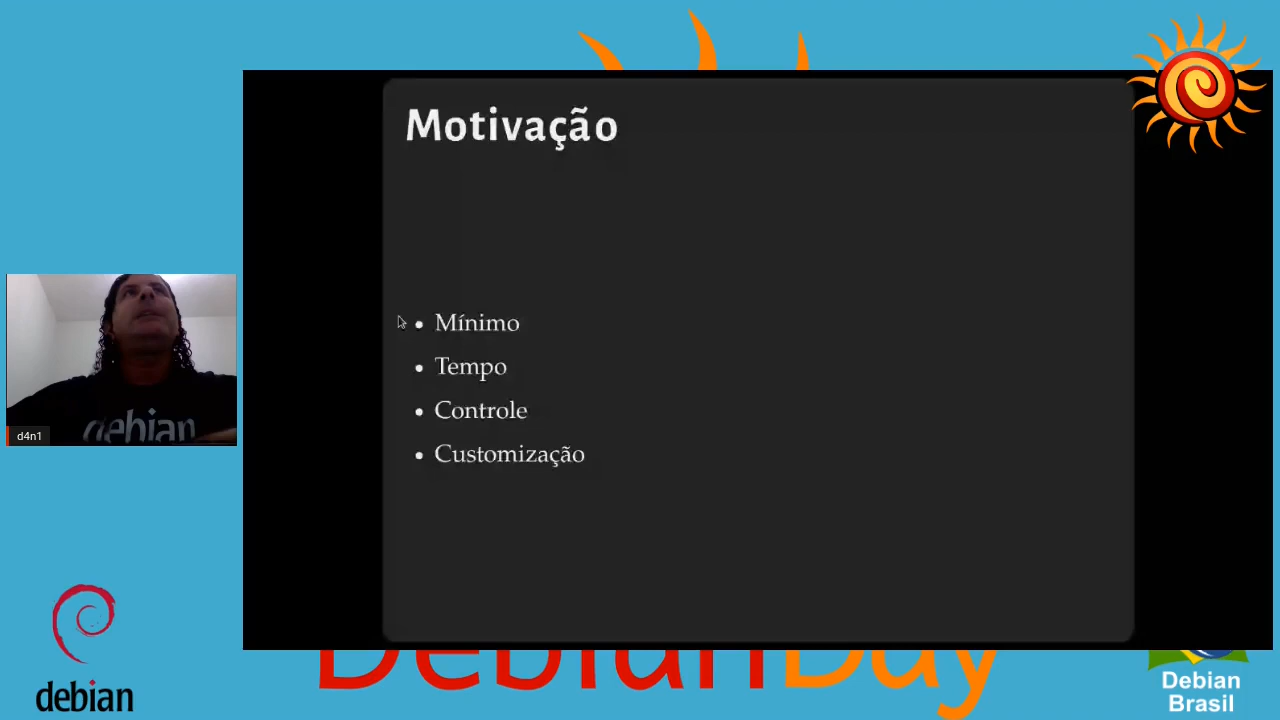 Motivação
Mínimo
Tempo
Controle
Customização
debian
d4n1
debian
DebianDay
Debian
Brasil